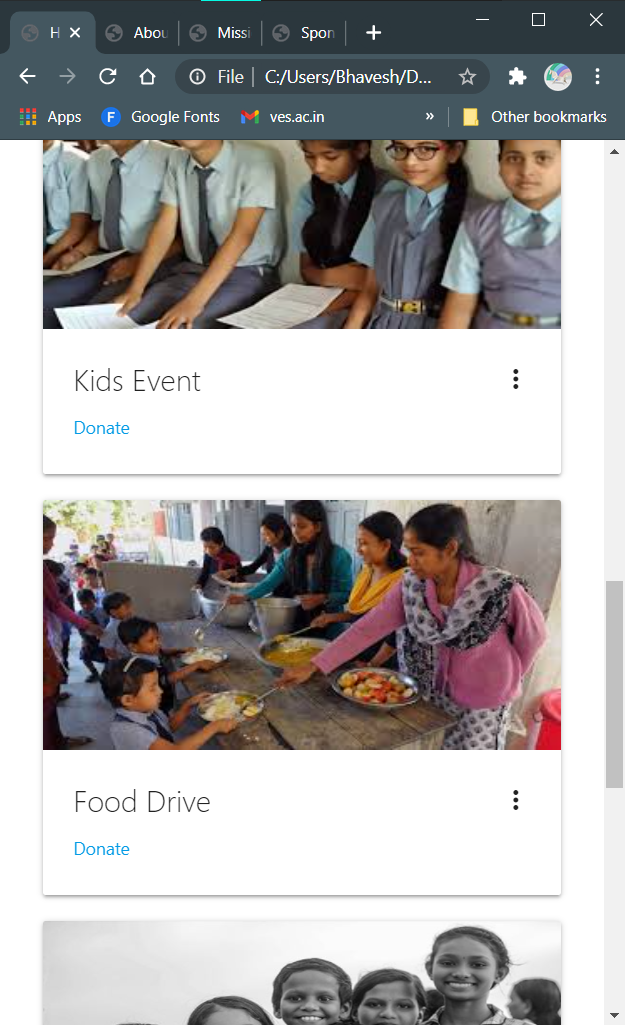 H
Abou
Missi
Spon
File
C:/Users/Bhavesh/D...
Apps
F
Google Fonts
ves.ac.in
»
Other bookmarks
Kids Event
Donate
Food Drive
Donate